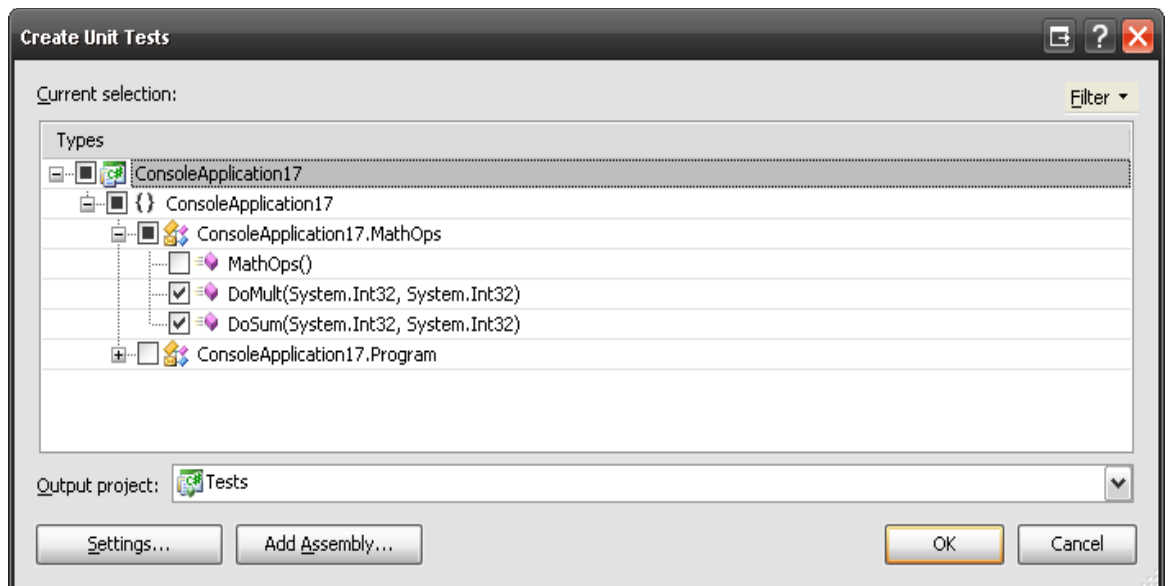 Create Unit Tests
Current selection:
Filter
Types
ConsoleApplication17
{} ConsoleApplication17
ConsoleApplication17.MathOps
MathOps()
DoMult(System.Int32, System.Int32)
DoSum(System.Int32, System.Int32)
ConsoleApplication17.Program
Output project: Tests
Settings... Add Assembly... OK Cancel